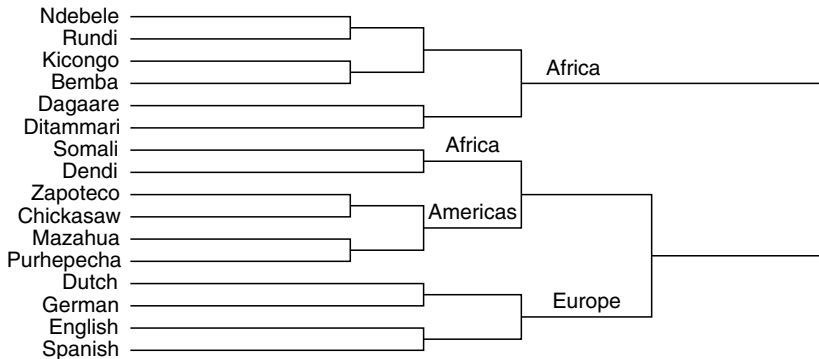 Ndebele
Rundi
Kicongo
Bemba
Africa
Dagaare
Ditammari
Somali
Africa
Dendi
Zapoteco
Chickasaw
Americas
Mazahua
Purhepecha
Dutch
German
Europe
English
Spanish